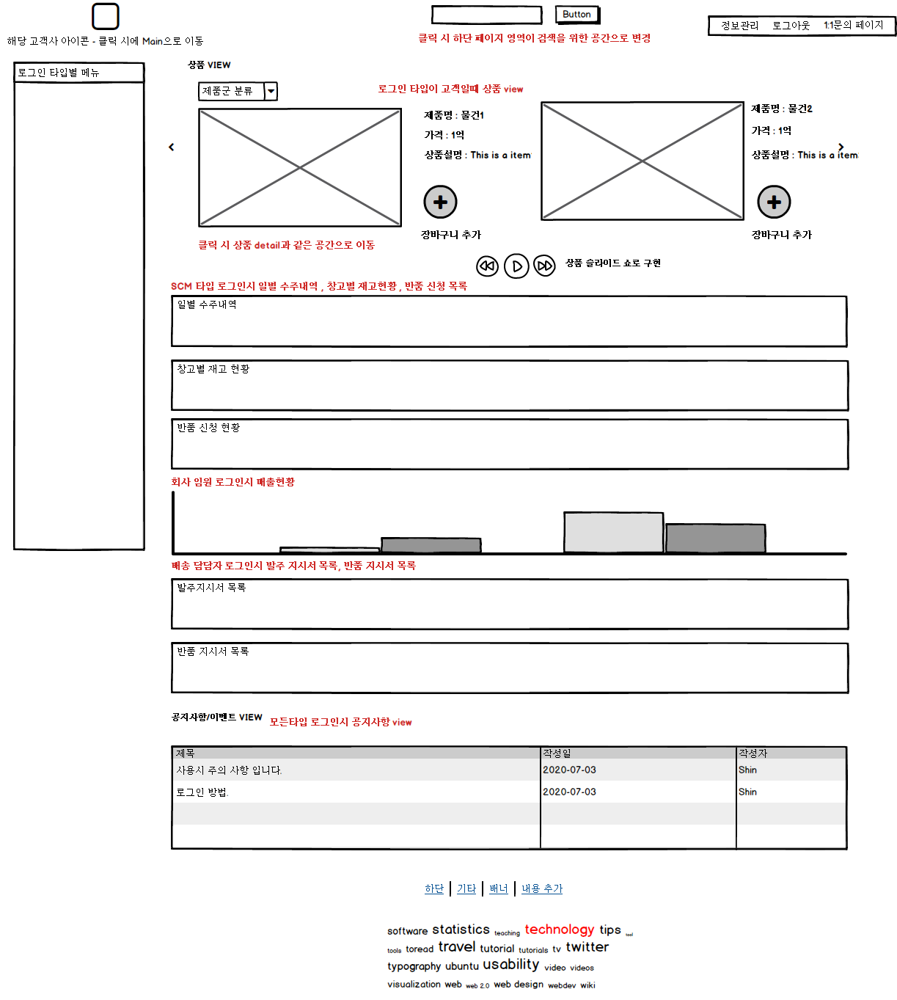 Button
정보관리 로그아웃 1:1문의 페이지
해당 고객사 아이콘 - 클릭 시에 Main으로 이동
클릭 시 하단 페이지 영역이 검색을 위한 공간으로 변경
로그인 타입별 메뉴
상품 VIEW
제품군 분류
로그인 타입이 고객일때 상품 view
제품명 : 물건1
가격 : 1억
상품설명 : This is a item
장바구니 추가
제품명 : 물건2
가격 : 1억
상품설명 : This is a item
장바구니 추가
클릭 시 상품 detail과 같은 공간으로 이동
상품 슬라이드 쇼로 구현
SCM 타입 로그인시 일별 수주내역 , 창고별 재고현황 , 반품 신청 목록
일별 수주내역
창고별 재고 현황
반품 신청 현황
회사 임원 로그인시 매출현황
배송 담담자 로그인시 발주 지시서 목록, 반품 지시서 목록
발주지시서 목록
반품 지시서 목록
공지사항/이벤트 VIEW
모든타입 로그인시 공지사항 view
제목 작성일 작성자
사용시 주의 사항 입니다. 2020-07-03 Shin
로그인 방법. 2020-07-03 Shin
하단 | 기타 | 배너 | 내용 추가
software statistics teaching technology tips tool
tools toread travel tutorial tutorials tv twitter
typography ubuntu usability video videos
visualization web web 2.0 web design webdev wiki